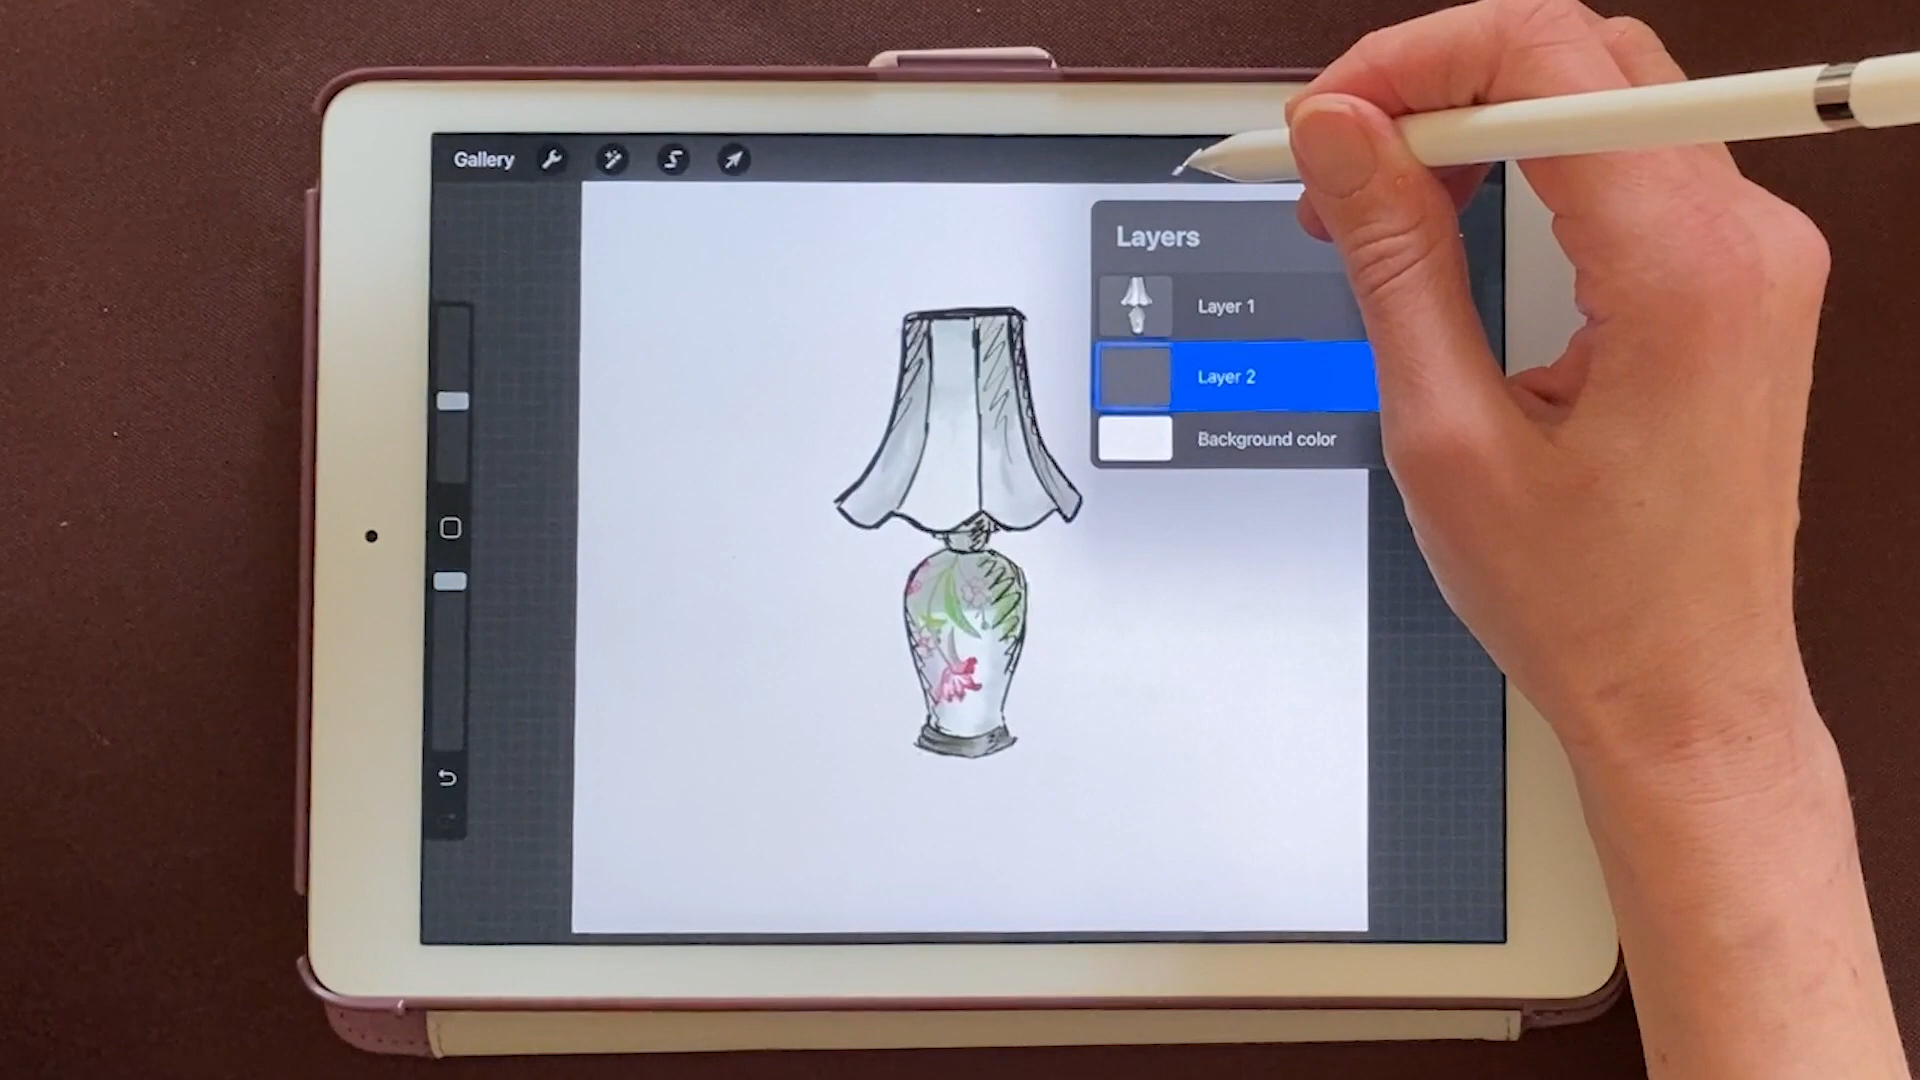 Gallery
Layers
Layer 1
Layer 2
Background color